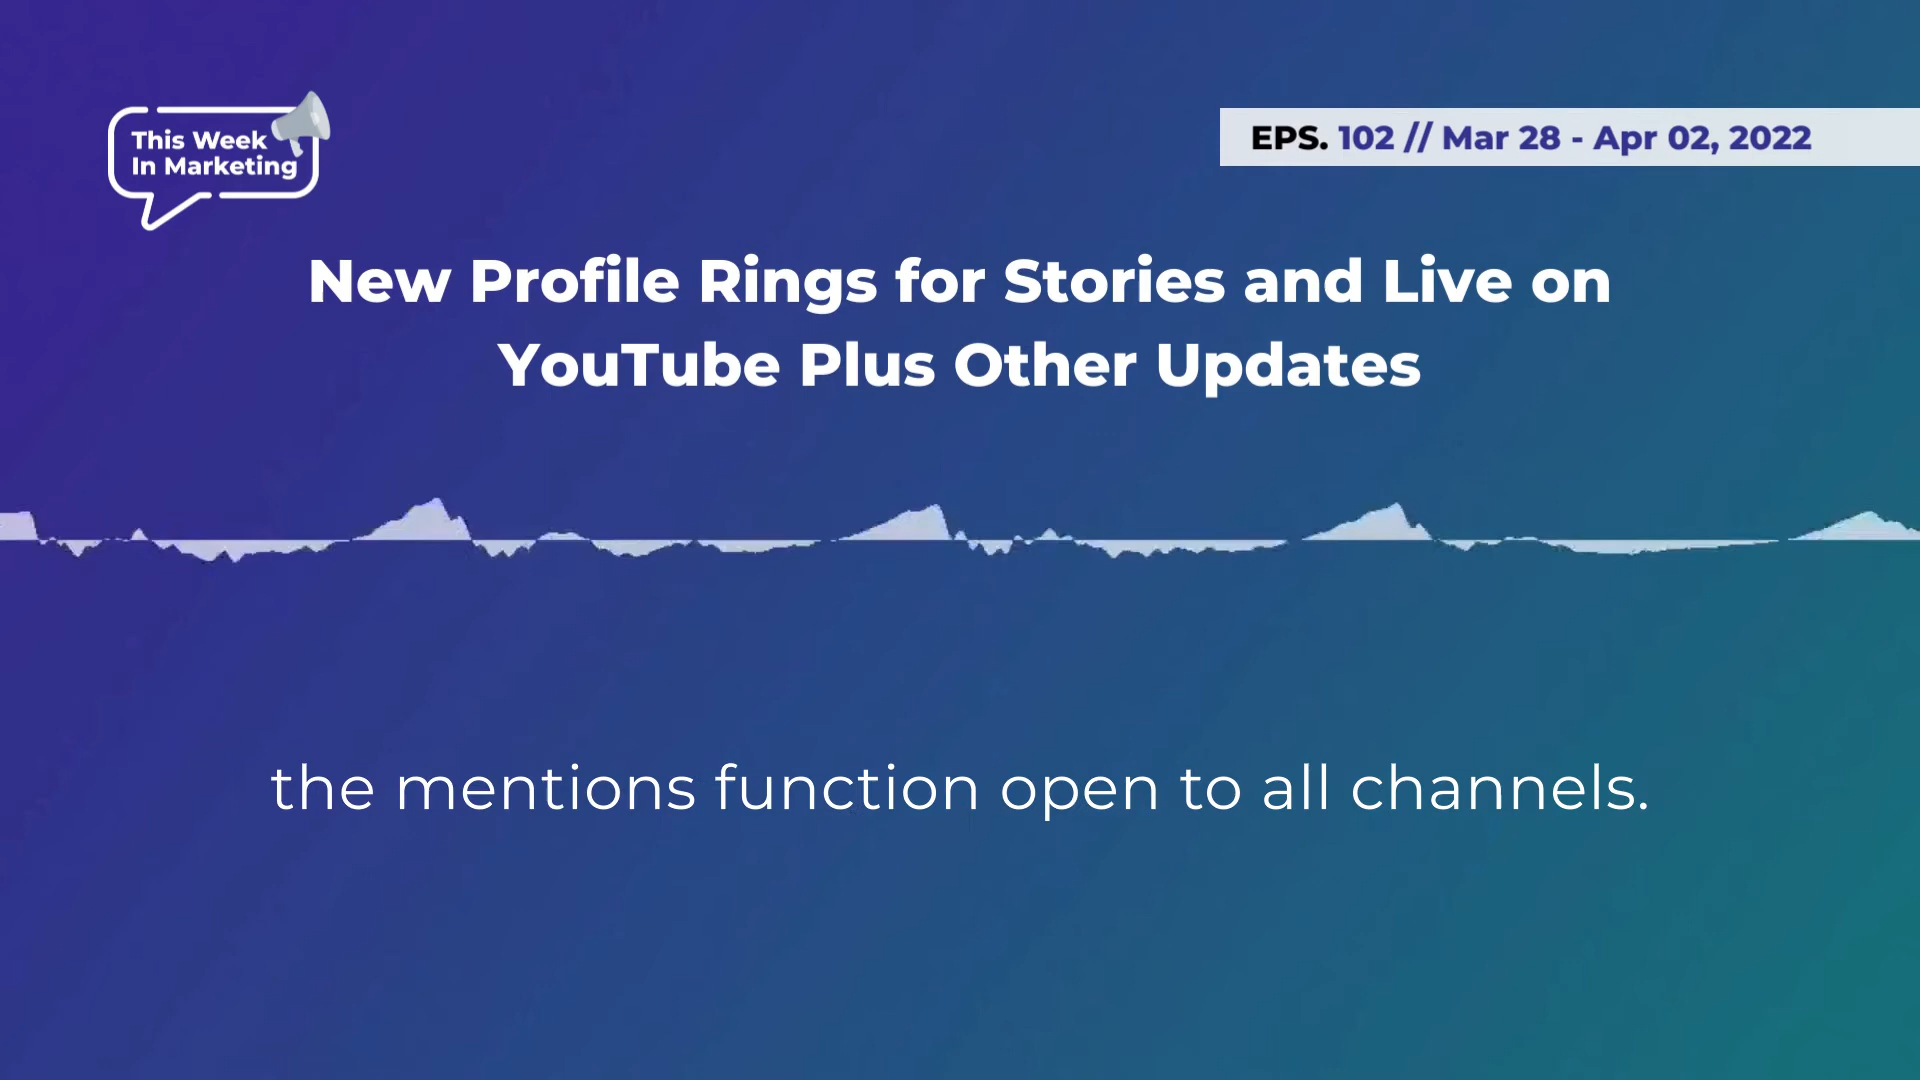 This Week
In Marketing
EPS. 102 // Mar 28 - Apr 02, 2022
New Profile Rings for Stories and Live on
YouTube Plus Other Updates
the mentions function open to all channels.